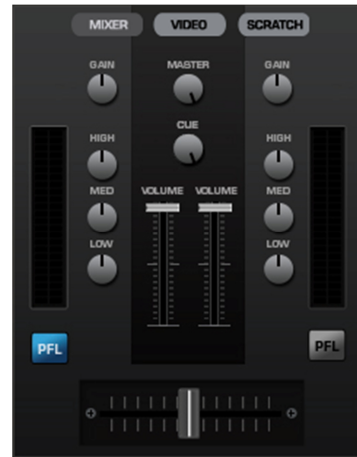 MIXER VIDEO SCRATCH
GAIN MASTER GAIN
CUE
HIGH HIGH
MED VOLUME VOLUME MED
LOW LOW
PFL PFL